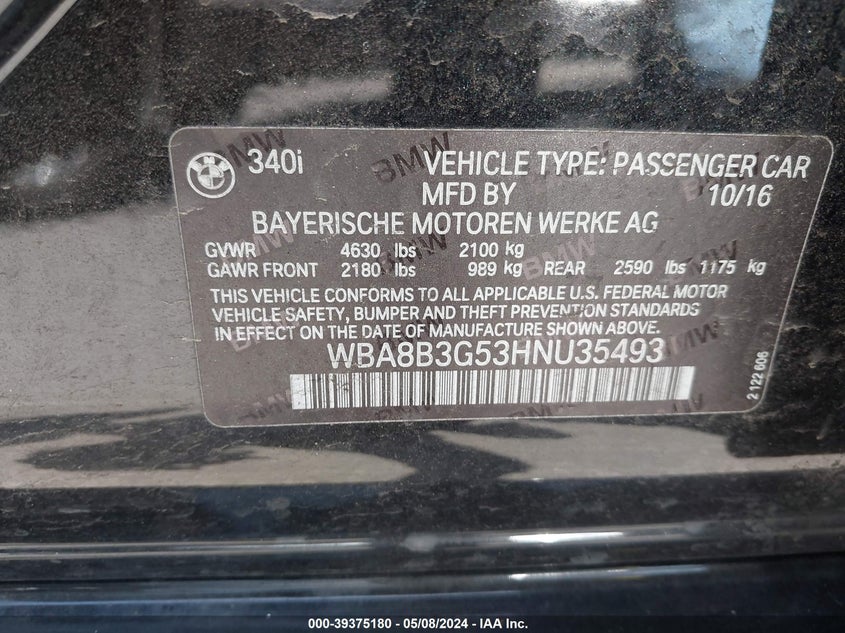 340i VEHICLE TYPE: PASSENGER CAR
MFD BY 10/16
BAYERISCHE MOTOREN WERKE AG
GVWR 4630 lbs 2100 kg
GAWR FRONT 2180 lbs 989 kg REAR 2590 lbs 1175 kg
THIS VEHICLE CONFORMS TO ALL APPLICABLE U.S. FEDERAL MOTOR
VEHICLE SAFETY, BUMPER AND THEFT PREVENTION STANDARDS
IN EFFECT ON THE DATE OF MANUFACTURE SHOWN ABOVE.
WBA8B3G53HNU35493
2 122 606
000-39375180 - 05/08/2024 - IAA Inc.